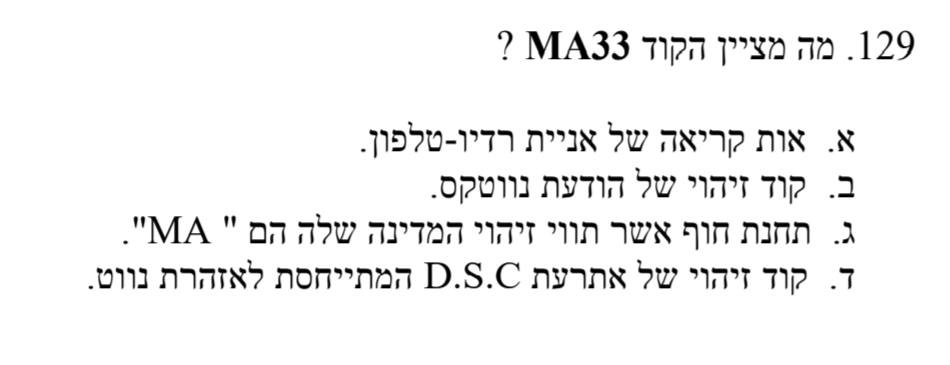 129. מה מציין הקוד MA33 ?
א. אות קריאה של אניית רדיו-טלפון.
ב. קוד זיהוי של הודעת נווטקס.
ג. תחנת חוף אשר תווי זיהוי המדינה שלה הם " MA".
ד. קוד זיהוי של אתרעת D.S.C המתייחסת לאזהרת נווט.